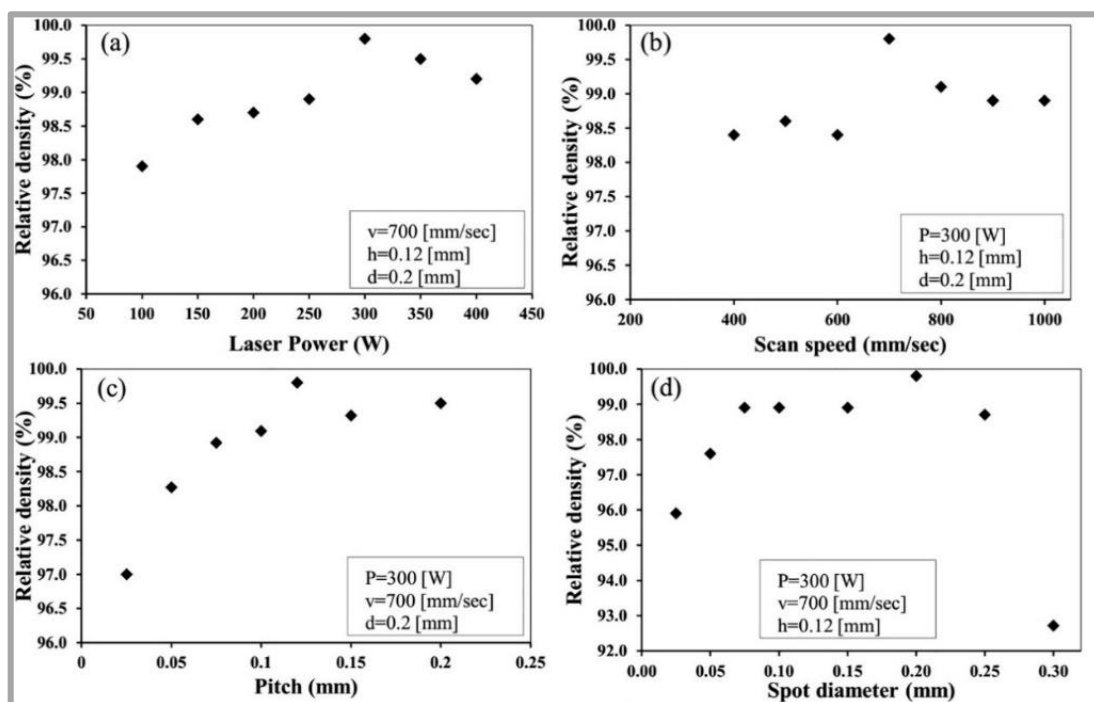 (a)
Relative density (%)
100.0
99.5
99.0
98.5
98.0
97.5
97.0
96.5
96.0
v=700 [mm/sec]
h=0.12 [mm]
d=0.2 [mm]
50 100 150 200 250 300 350 400 450
Laser Power (W)
(b)
Relative density (%)
100.0
99.5
99.0
98.5
98.0
97.5
97.0
96.5
96.0
P=300 [W]
h=0.12 [mm]
d=0.2 [mm]
200 400 600 800 1000
Scan speed (mm/sec)
(c)
Relative density (%)
100.0
99.5
99.0
98.5
98.0
97.5
97.0
96.5
96.0
P=300 [W]
v=700 [mm/sec]
d=0.2 [mm]
0 0.05 0.1 0.15 0.2 0.25
Pitch (mm)
(d)
Relative density (%)
100.0
99.0
98.0
97.0
96.0
95.0
94.0
93.0
92.0
P=300 [W]
v=700 [mm/sec]
h=0.12 [mm]
0.00 0.05 0.10 0.15 0.20 0.25 0.30
Spot diameter (mm)